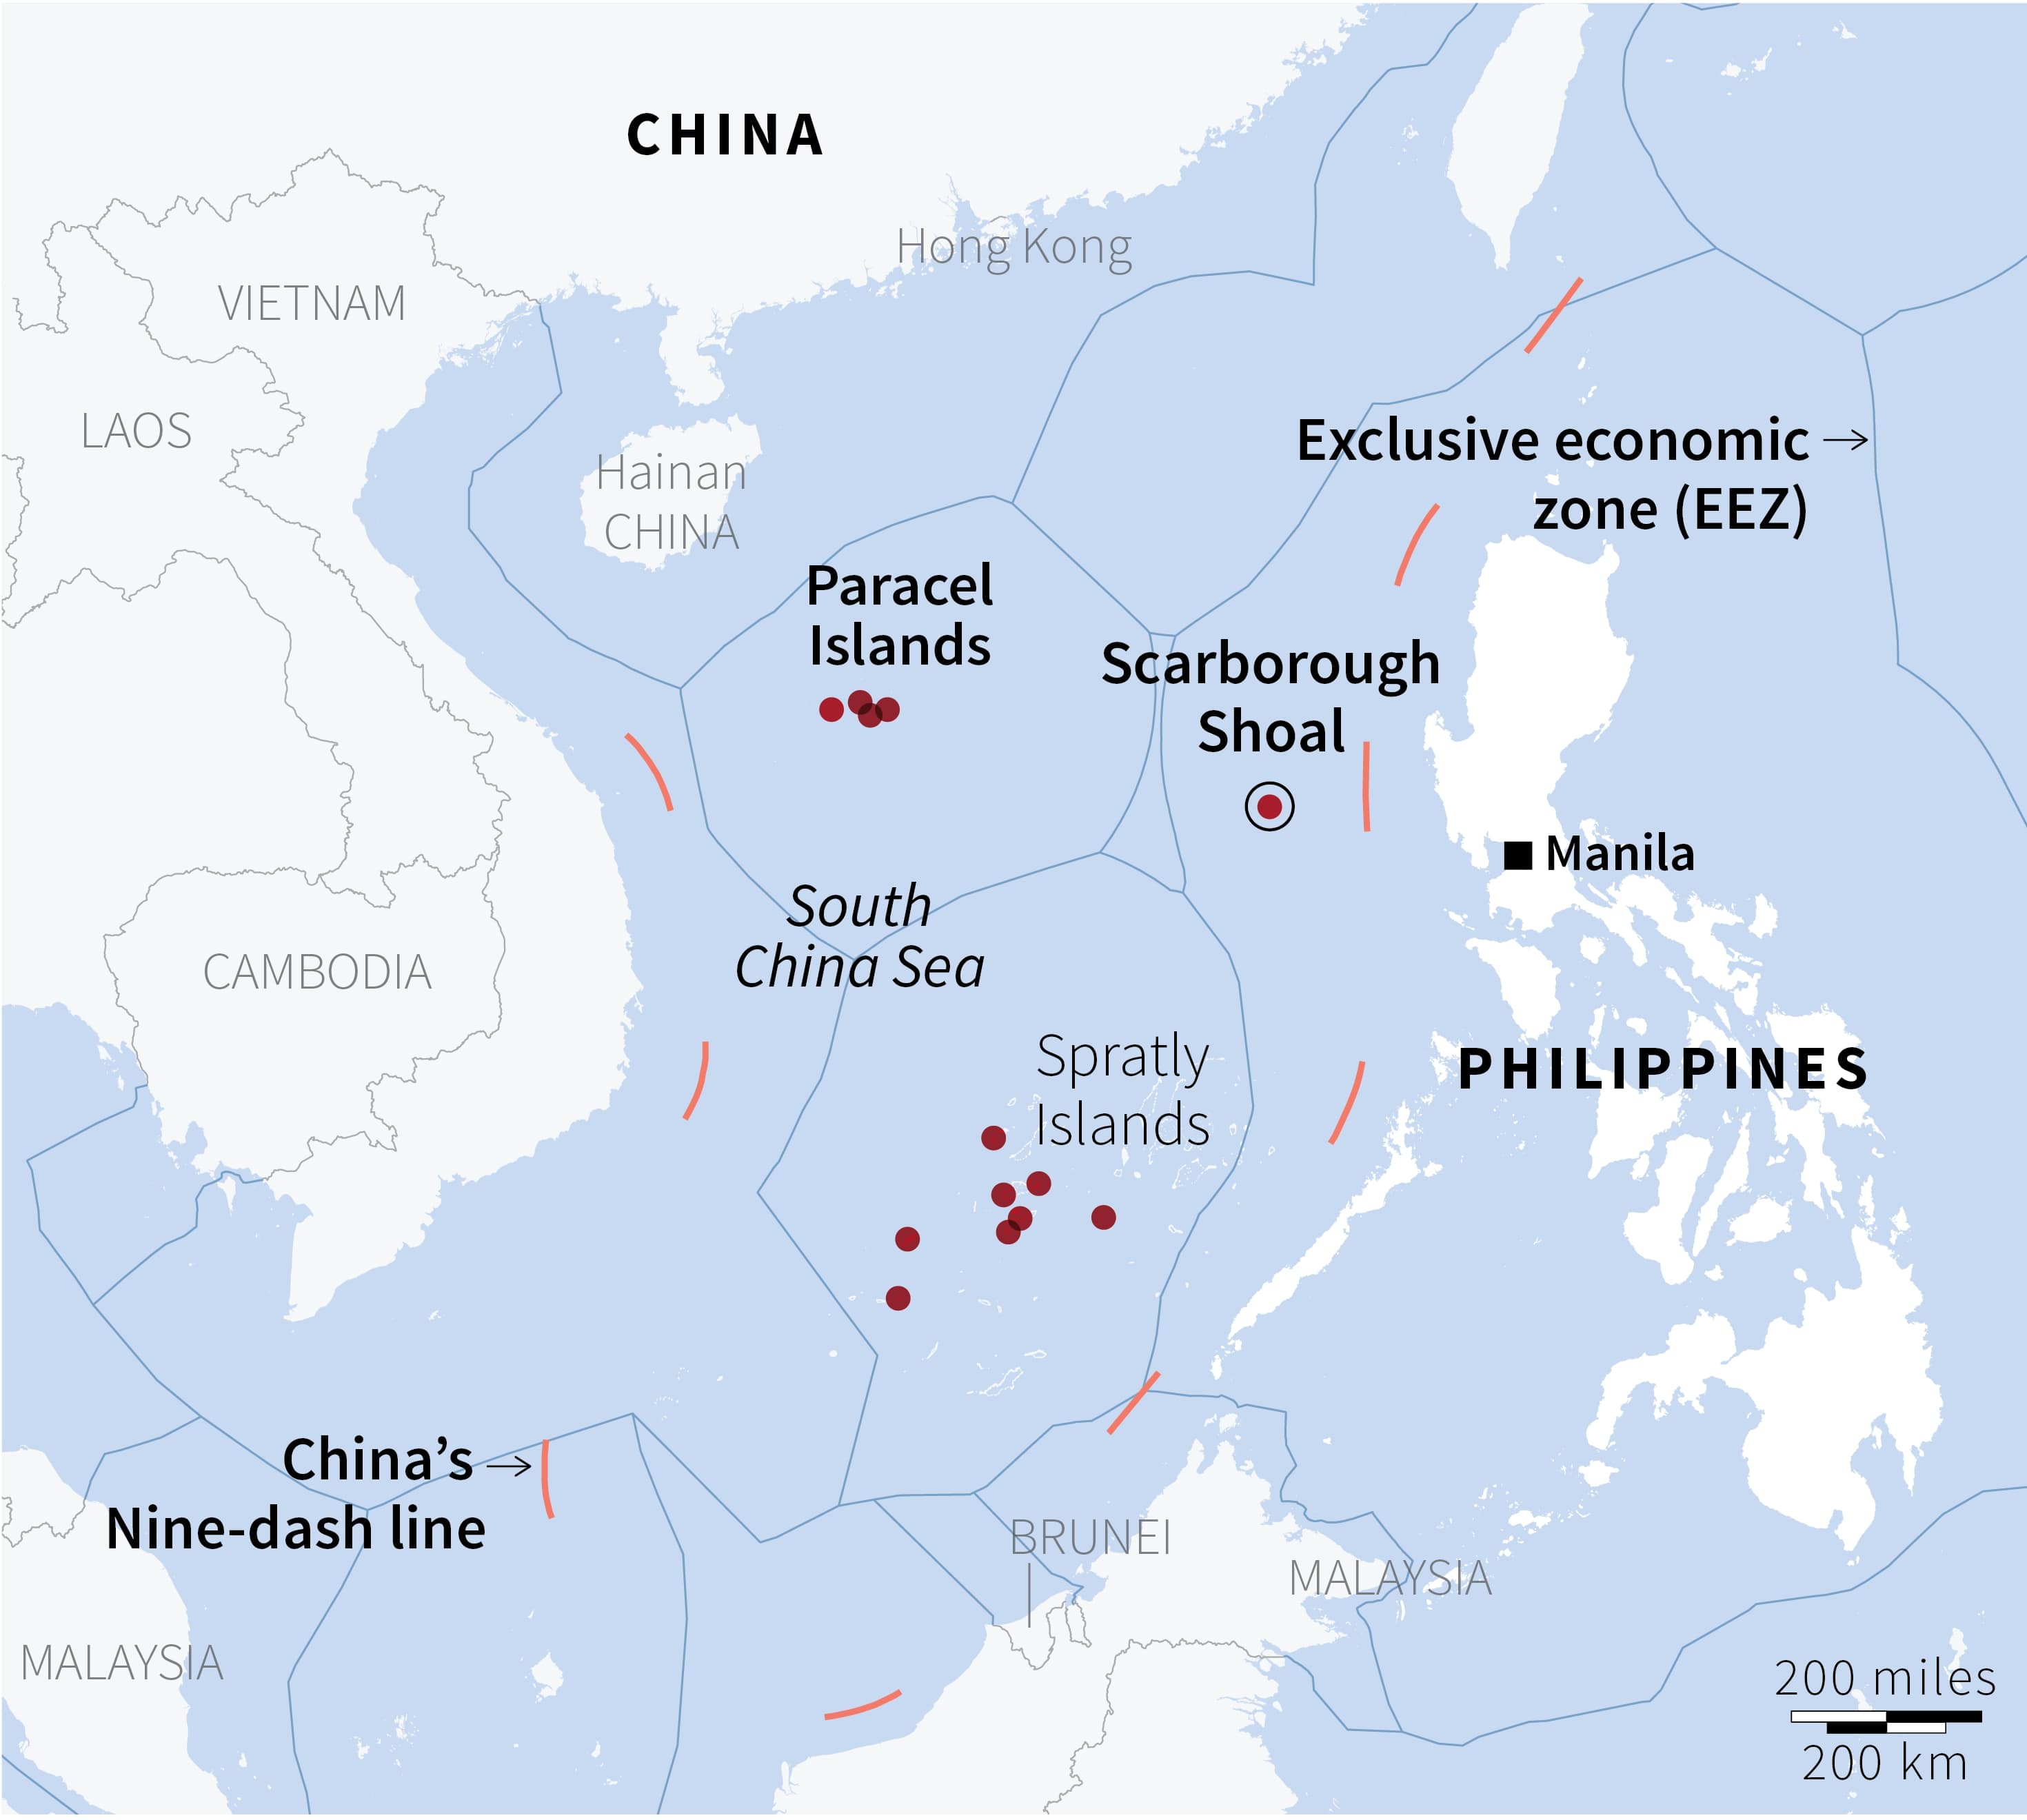 CHINA
Hong Kong
VIETNAM
LAOS
Hainan
CHINA
Exclusive economic
zone (EEZ)
Paracel
Islands
Scarborough
Shoal
Manila
South
China Sea
CAMBODIA
Spratly
Islands
PHILIPPINES
China’s
Nine-dash line
BRUNEI
MALAYSIA
MALAYSIA
200 miles
200 km